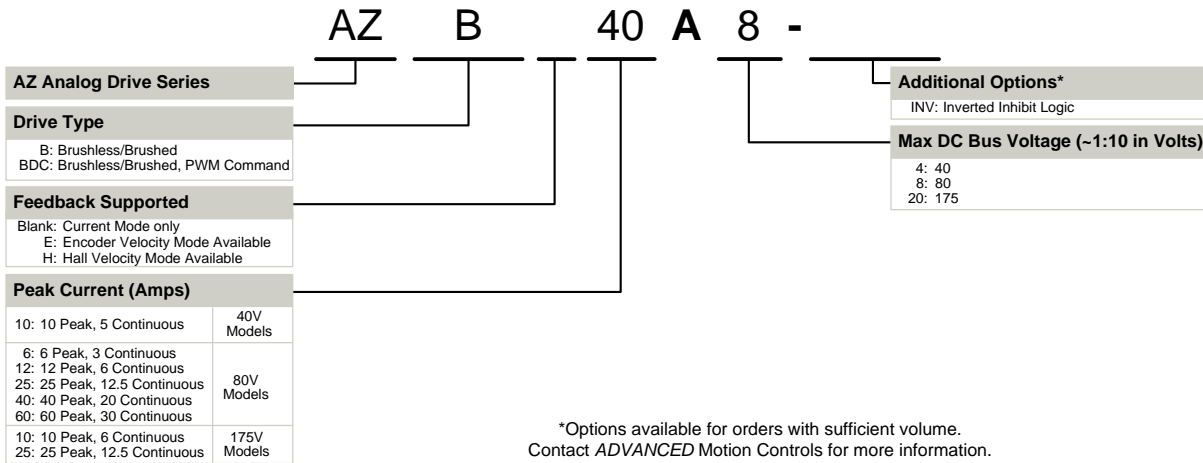 AZ B 40 A 8 -
AZ Analog Drive Series
Drive Type
B: Brushless/Brushed
BDC: Brushless/Brushed, PWM Command
Feedback Supported
Blank: Current Mode only
E: Encoder Velocity Mode Available
H: Hall Velocity Mode Available
Peak Current (Amps)
10: 10 Peak, 5 Continuous
40V
Models
6: 6 Peak, 3 Continuous
12: 12 Peak, 6 Continuous
25: 25 Peak, 12.5 Continuous
40: 40 Peak, 20 Continuous
60: 60 Peak, 30 Continuous
80V
Models
10: 10 Peak, 6 Continuous
25: 25 Peak, 12.5 Continuous
175V
Models
Additional Options*
INV: Inverted Inhibit Logic
Max DC Bus Voltage (~1:10 in Volts)
4: 40
8: 80
20: 175
*Options available for orders with sufficient volume.
Contact ADVANCED Motion Controls for more information.